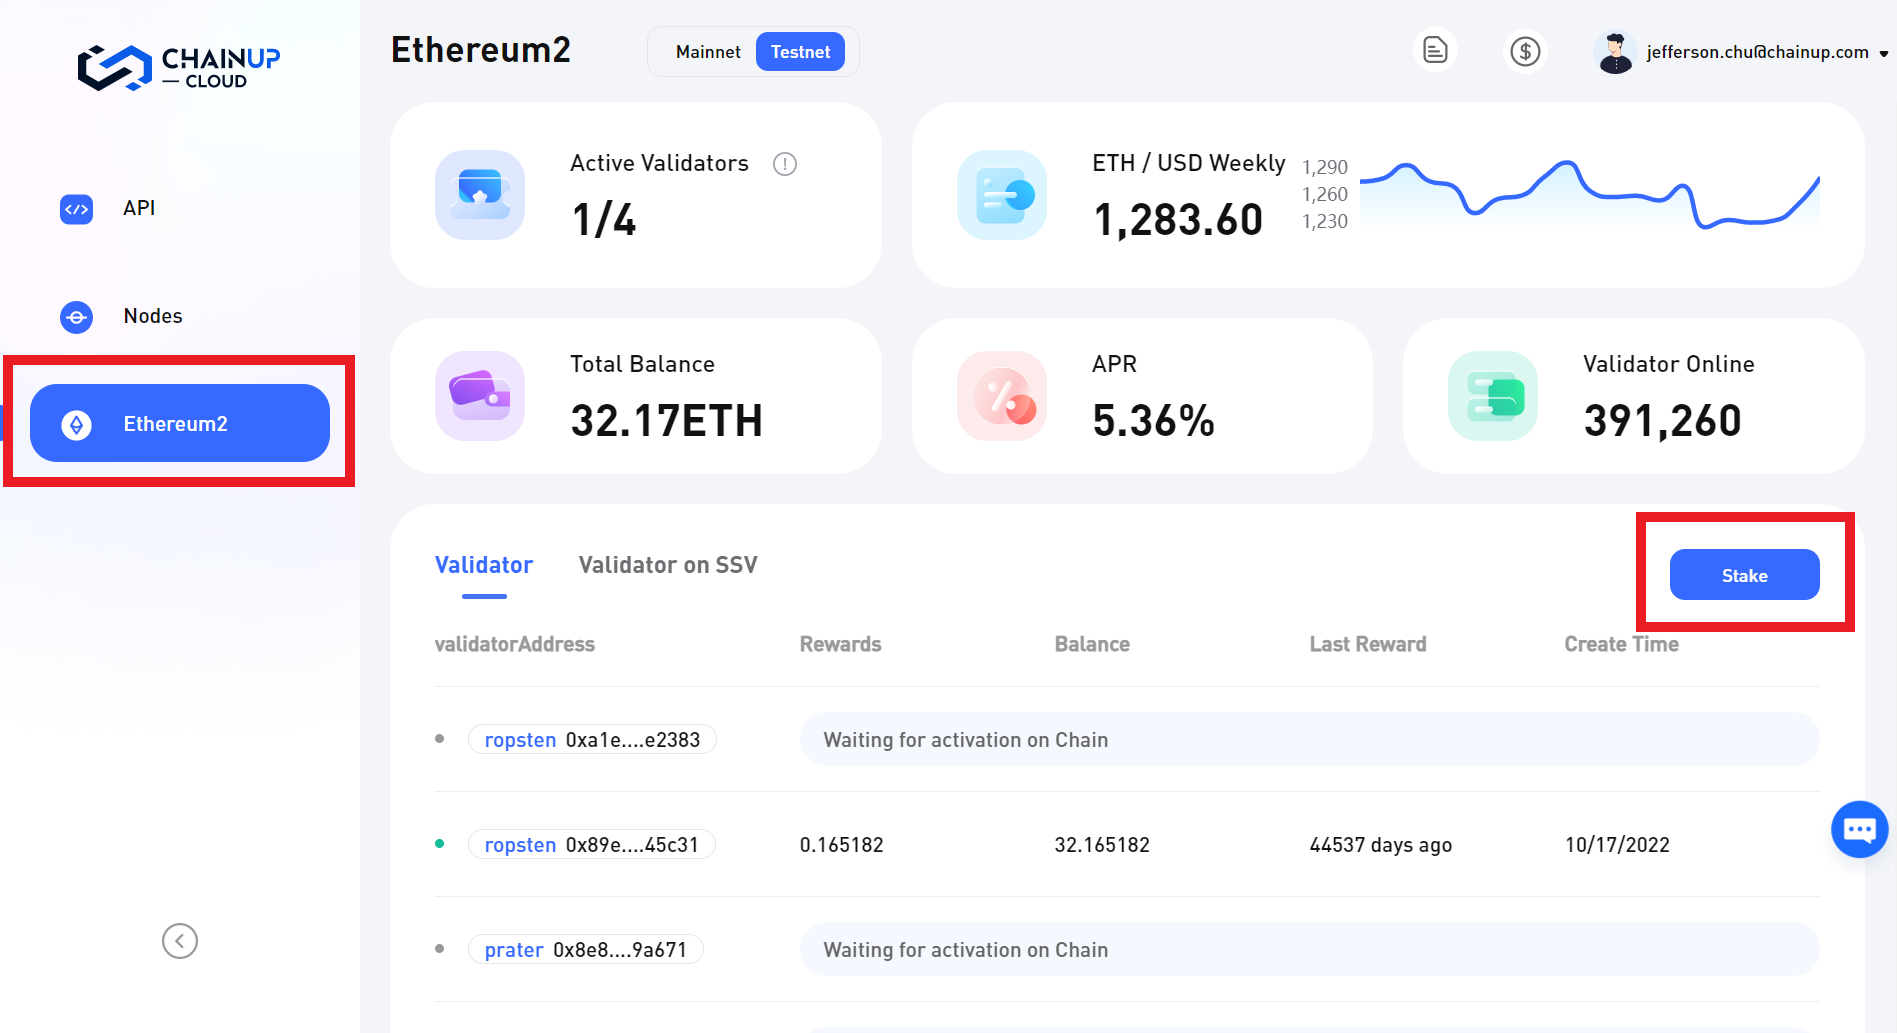 CHAINUP
CLOUD
API
Nodes
Ethereum2
Ethereum2
Mainnet
Testnet
jefferson.chu@chainup.com
Active Validators
1/4
ETH / USD Weekly
1,283.60
1,290
1,260
1,230
Total Balance
32.17ETH
APR
5.36%
Validator Online
391,260
Validator
Validator on SSV
Stake
validatorAddress Rewards Balance Last Reward Create Time
ropsten 0xa1e....e2383 Waiting for activation on Chain
ropsten 0x89e....45c31 0.165182 32.165182 44537 days ago 10/17/2022
prater 0x8e8....9a671 Waiting for activation on Chain